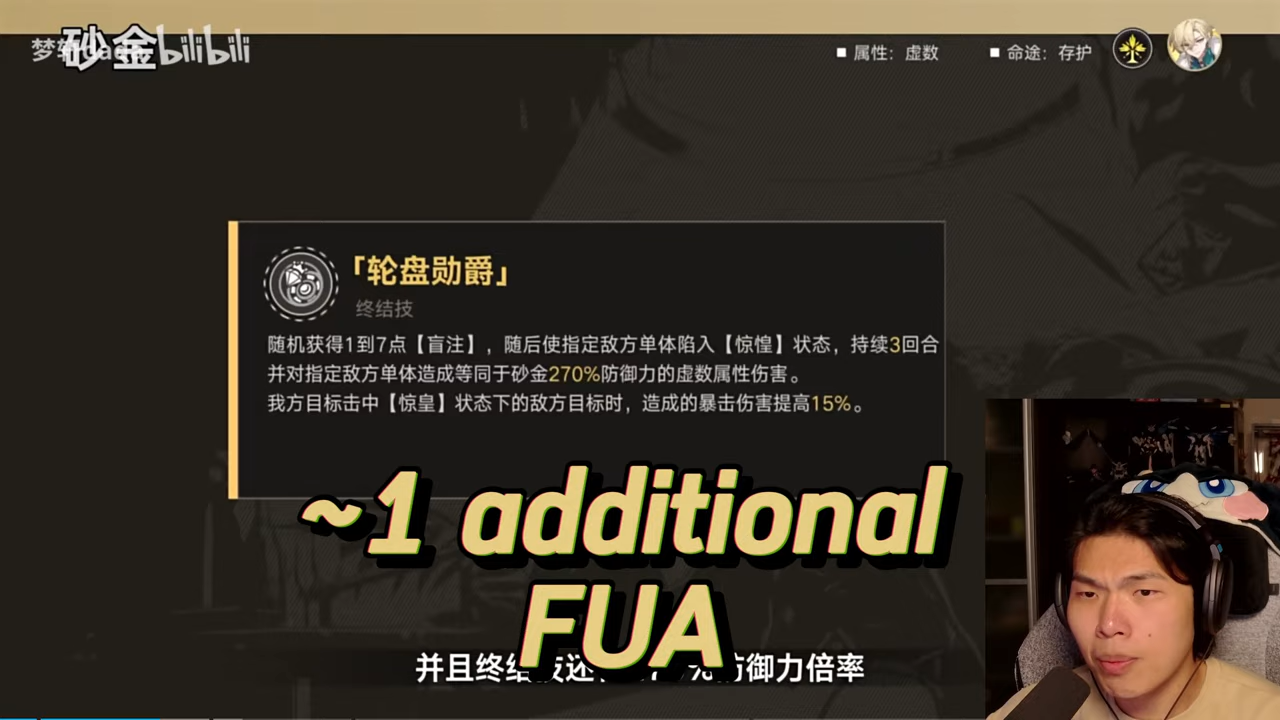 砂金 bilibili
属性：虚数
命途：存护
「轮盘勋爵」
终结技
随机获得1到7点【盲注】，随后使指定敌方单体陷入【惊惶】状态，持续3回合
并对指定敌方单体造成等同于砂金270%防御力的虚数属性伤害。
我方目标击中【惊皇】状态下的敌方目标时，造成的暴击伤害提高15%。
~1 additional
FUA
并且终结技还 %防御力倍率